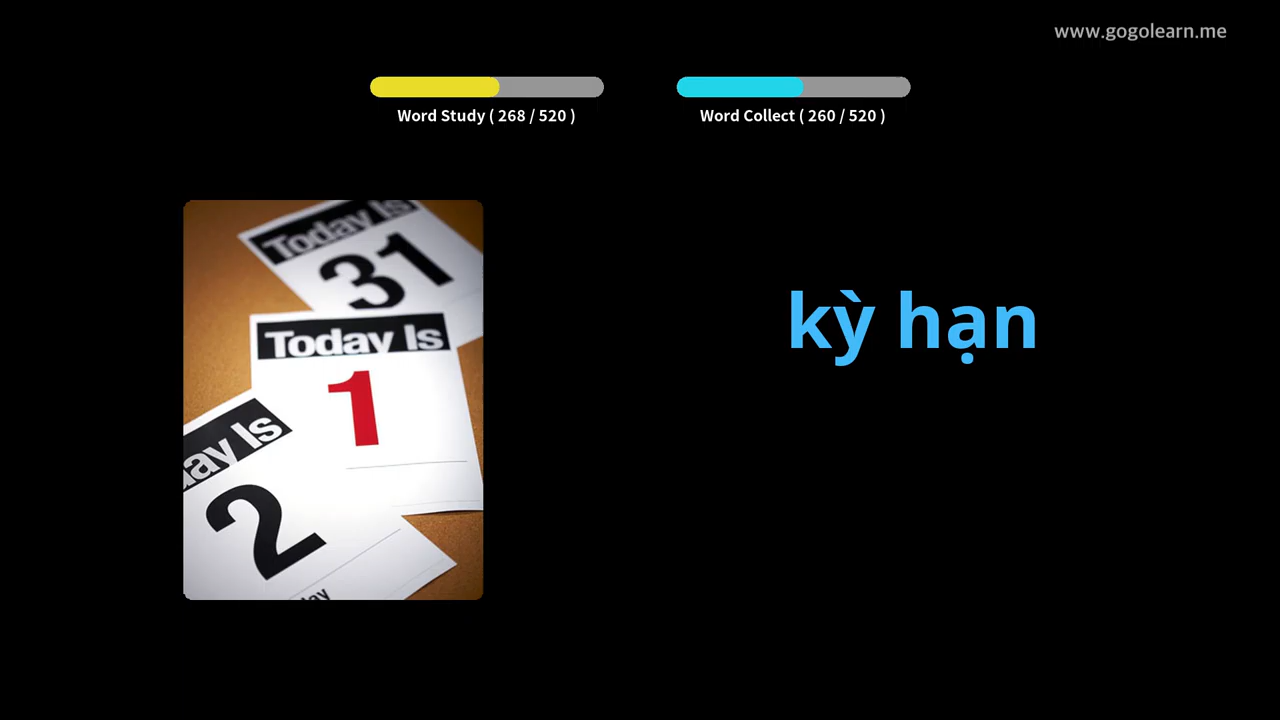 www.gogolearn.me
Word Study ( 268 / 520 )
Word Collect ( 260 / 520 )
Today Is
31
Today Is
1
ay Is
2
kỳ hạn